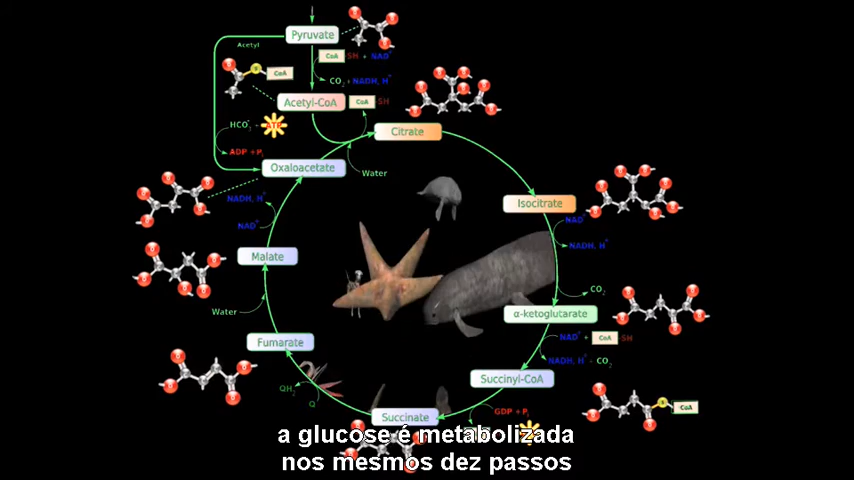 Pyruvate
Acetyl
CoA SH + NAD+
CO2 + NADH, H+
CoA
Acetyl-CoA
CoA SH
Citrate
HCO3- ATP
ADP + Pi
Oxaloacetate
Water
NADH, H+
NAD+
Isocitrate
NAD+
NADH, H+
Malate
CO2
Water
α-ketoglutarate
NAD+ CoA SH
NADH, H+ CO2
Fumarate
Succinyl-CoA
QH2
Q
CoA
GDP + Pi
Succinate
a glucose é metabolizada
nos mesmos dez passos